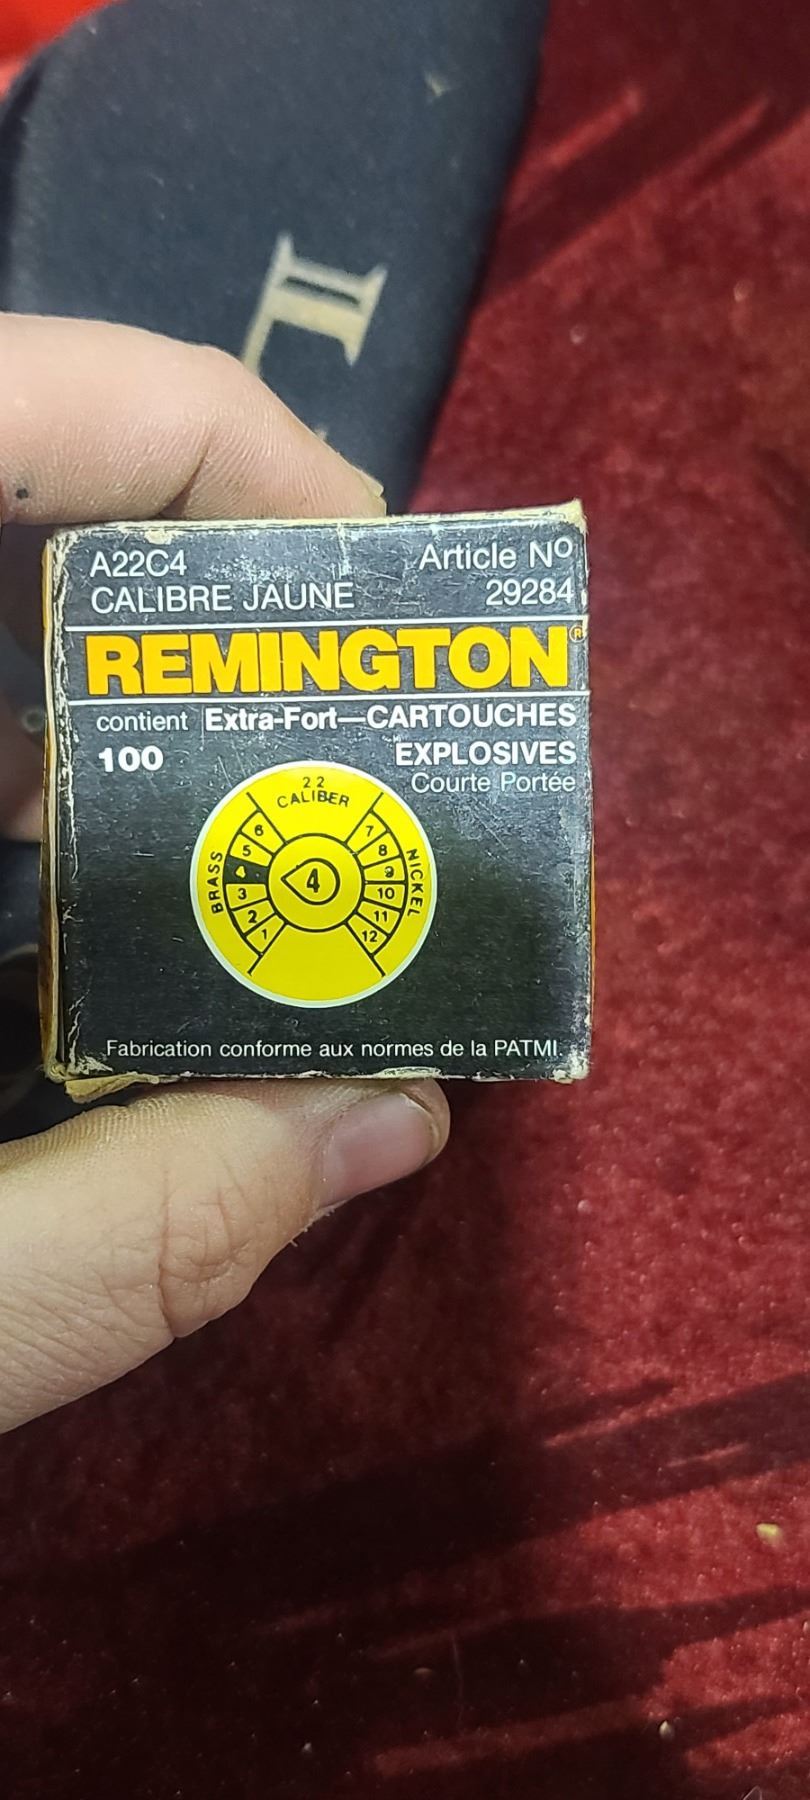 A22C4
CALIBRE JAUNE
Article Nº
29284
REMINGTON®
contient Extra-Fort—CARTOUCHES
100 EXPLOSIVES
Courte Portée
22
CALIBER
BRASS
6
5
4
3
2
1
4
NICKEL
7
8
9
10
11
12
Fabrication conforme aux normes de la PATMI.